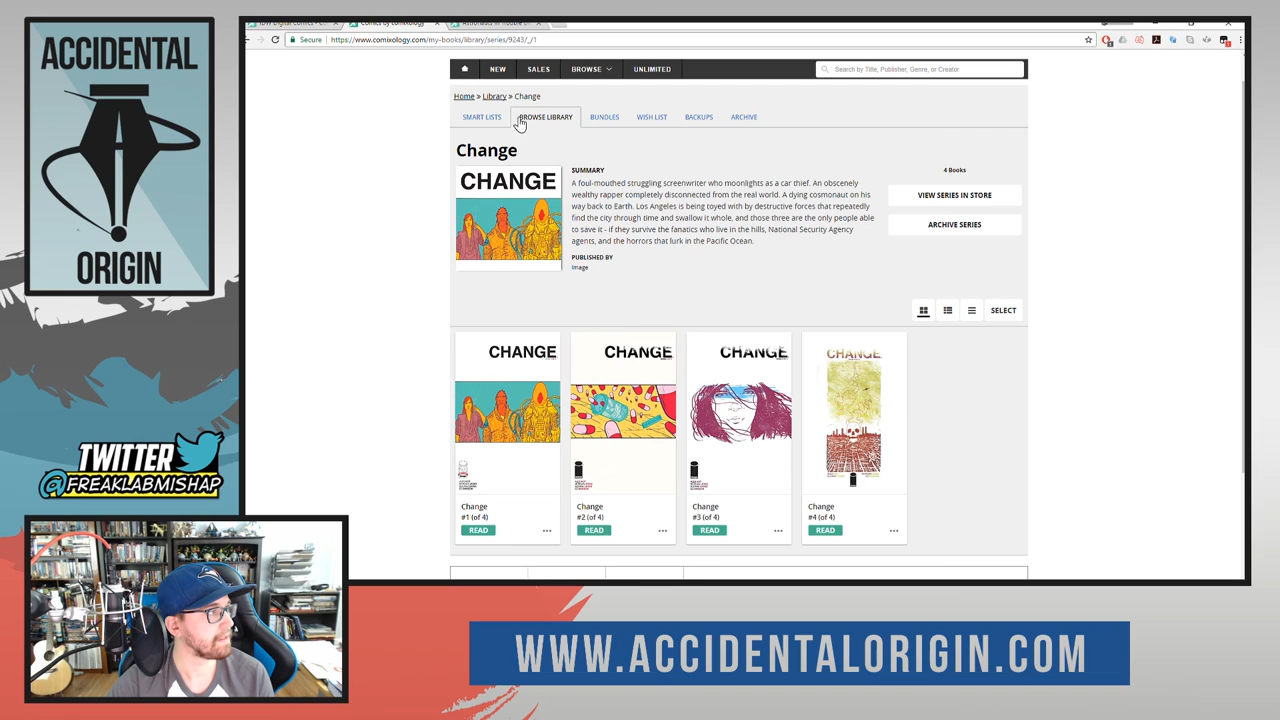 ACCIDENTAL
ORIGIN
TWITTER
@FREAKLABMISHAP
Secure
https://www.comixology.com/my-books/library/series/9243/_/1
NEW
SALES
BROWSE
UNLIMITED
Search by Title, Publisher, Genre, or Creator
Home » Library » Change
SMART LISTS
BROWSE LIBRARY
BUNDLES
WISH LIST
BACKUPS
ARCHIVE
Change
CHANGE
SUMMARY
A foul-mouthed struggling screenwriter who moonlights as a car thief. An obscenely
wealthy rapper completely disconnected from the real world. A dying cosmonaut on his
way back to Earth. Los Angeles is being toyed with by destructive forces that repeatedly
find the city through time and swallow it whole, and those three are the only people able
to save it - if they survive the fanatics who live in the hills, National Security Agency
agents, and the horrors that lurk in the Pacific Ocean.
PUBLISHED BY
Image
4 Books
VIEW SERIES IN STORE
ARCHIVE SERIES
SELECT
CHANGE
CHANGE
CHANGE
CHANGE
Change
#1 (of 4)
READ
Change
#2 (of 4)
READ
Change
#3 (of 4)
READ
Change
#4 (of 4)
READ
WWW.ACCIDENTALORIGIN.COM